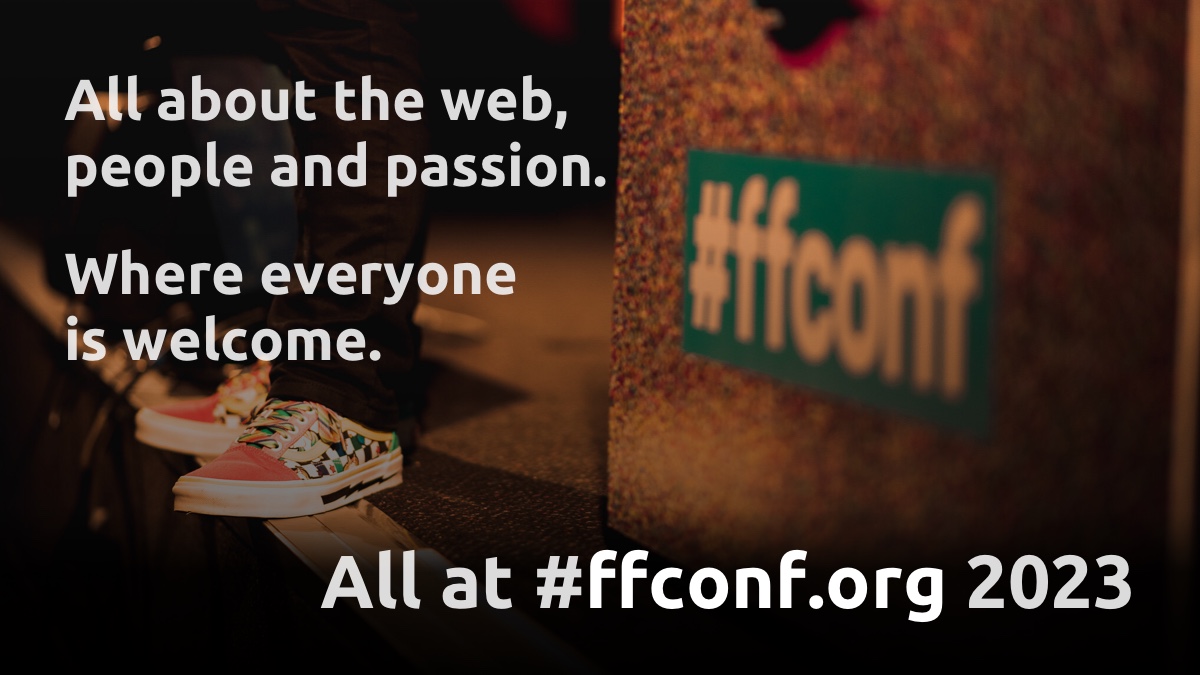 All about the web,
people and passion.
Where everyone
is welcome.
#ffconf
All at #ffconf.org 2023